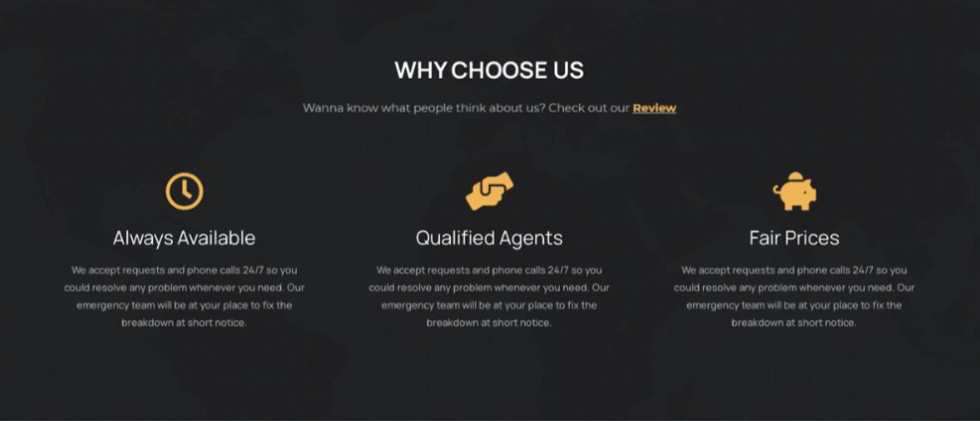 WHY CHOOSE US
Wanna know what people think about us? Check out our Review
Always Available
We accept requests and phone calls 24/7 so you
could resolve any problem whenever you need. Our
emergency team will be at your place to fix the
breakdown at short notice.
Qualified Agents
We accept requests and phone calls 24/7 so you
could resolve any problem whenever you need. Our
emergency team will be at your place to fix the
breakdown at short notice.
Fair Prices
We accept requests and phone calls 24/7 so you
could resolve any problem whenever you need. Our
emergency team will be at your place to fix the
breakdown at short notice.